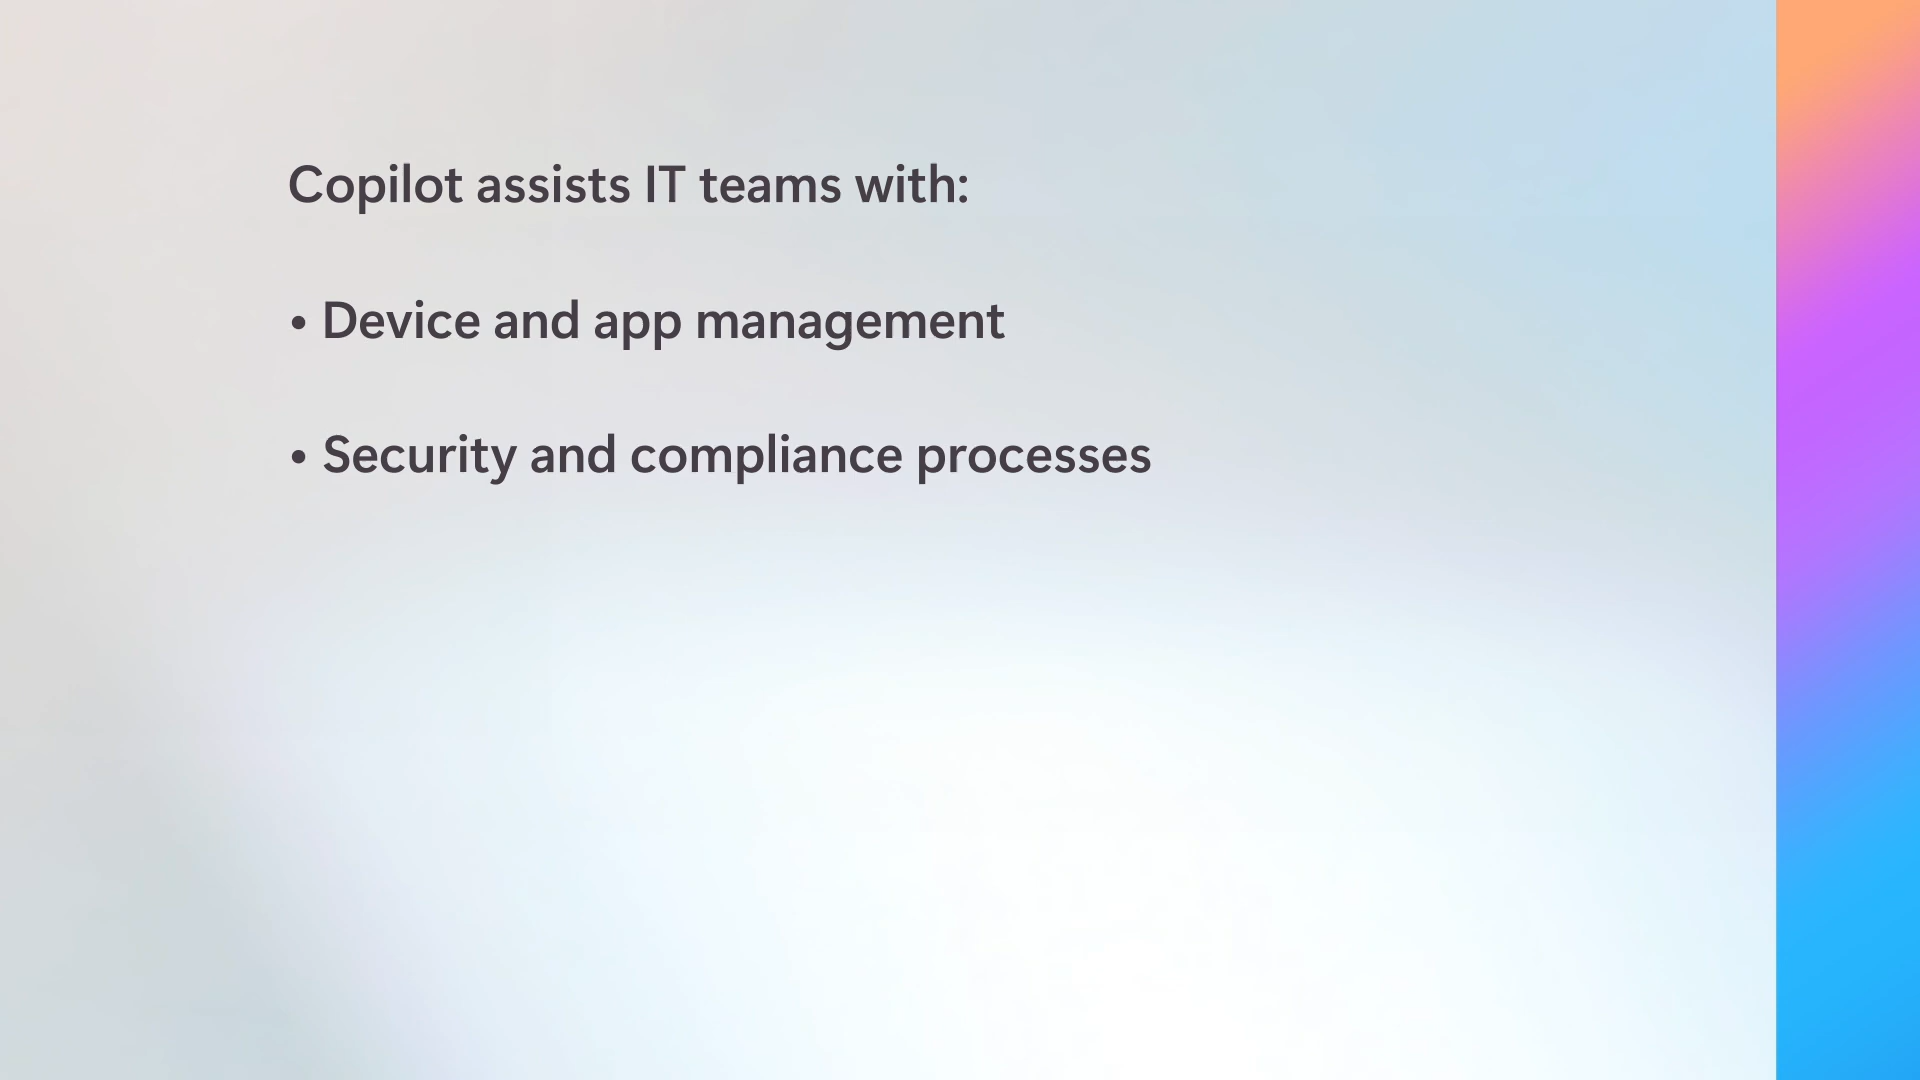 Copilot assists IT teams with:
• Device and app management
• Security and compliance processes